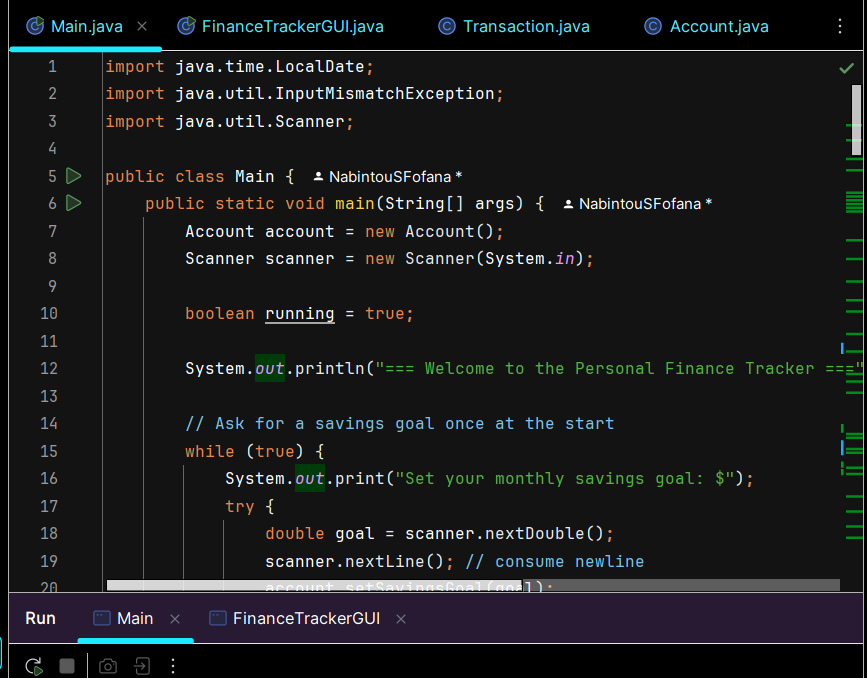 Main.java FinanceTrackerGUI.java Transaction.java Account.java
1 import java.time.LocalDate;
2 import java.util.InputMismatchException;
3 import java.util.Scanner;
4
5 public class Main { NabintouSFofana *
6 public static void main(String[] args) { NabintouSFofana *
7 Account account = new Account();
8 Scanner scanner = new Scanner(System.in);
9
10 boolean running = true;
11
12 System.out.println("=== Welcome to the Personal Finance Tracker ==="
13
14 // Ask for a savings goal once at the start
15 while (true) {
16 System.out.print("Set your monthly savings goal: $");
17 try {
18 double goal = scanner.nextDouble();
19 scanner.nextLine(); // consume newline
20 account.setSavingsGoal(goal);
Run Main FinanceTrackerGUI